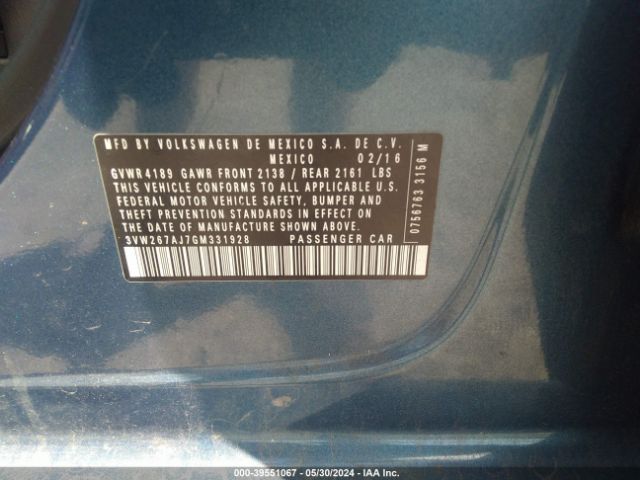 MFD BY VOLKSWAGEN DE MEXICO S.A. DE C.V.
MEXICO 02/16
GVWR 4189 GAWR FRONT 2138 / REAR 2161 LBS
THIS VEHICLE CONFORMS TO ALL APPLICABLE U.S.
FEDERAL MOTOR VEHICLE SAFETY, BUMPER AND
THEFT PREVENTION STANDARDS IN EFFECT ON
THE DATE OF MANUFACTURE SHOWN ABOVE.
3VW267AJ7GM331928 PASSENGER CAR
0756763 3156 M
000-39551067 - 05/30/2024 - IAA Inc.